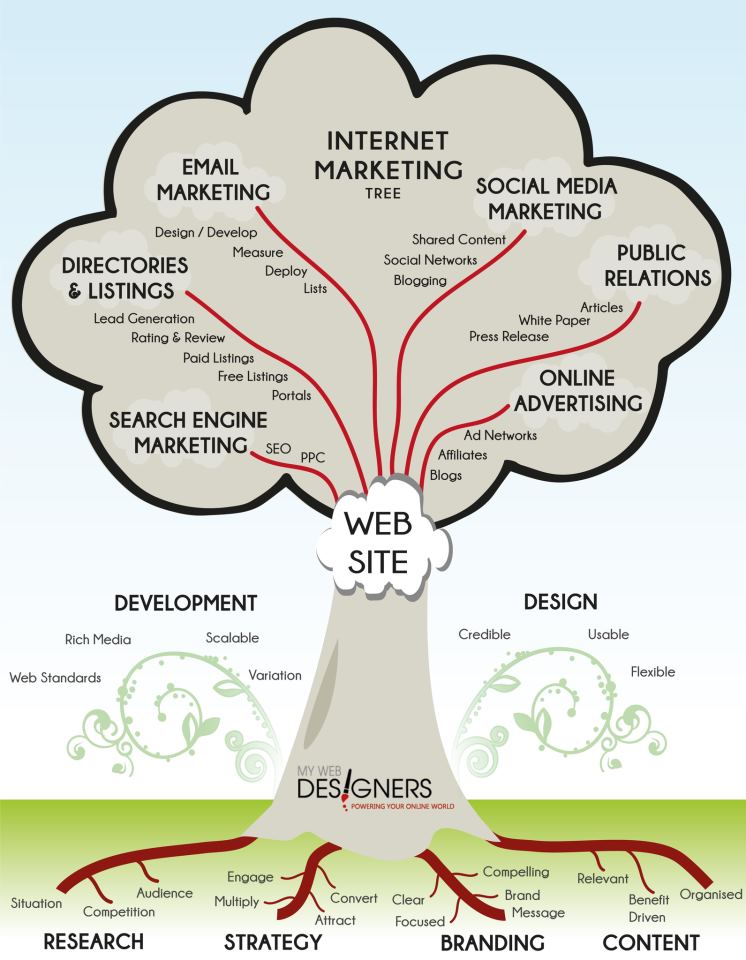 INTERNET
MARKETING
TREE
EMAIL
MARKETING
Design / Develop
Measure
Deploy
Lists
SOCIAL MEDIA
MARKETING
Shared Content
Social Networks
Blogging
DIRECTORIES
& LISTINGS
Lead Generation
Rating & Review
Paid Listings
Free Listings
Portals
PUBLIC
RELATIONS
Articles
White Paper
Press Release
SEARCH ENGINE
MARKETING
SEO
PPC
ONLINE
ADVERTISING
Ad Networks
Affiliates
Blogs
WEB
SITE
DEVELOPMENT
Rich Media
Scalable
Web Standards
Variation
DESIGN
Credible
Usable
Flexible
MY WEB
DES!GNERS
POWERING YOUR ONLINE WORLD
Situation
Competition
Audience
RESEARCH
Engage
Multiply
Convert
Attract
STRATEGY
Compelling
Clear
Brand
Message
Focused
BRANDING
Relevant
Benefit
Driven
Organised
CONTENT